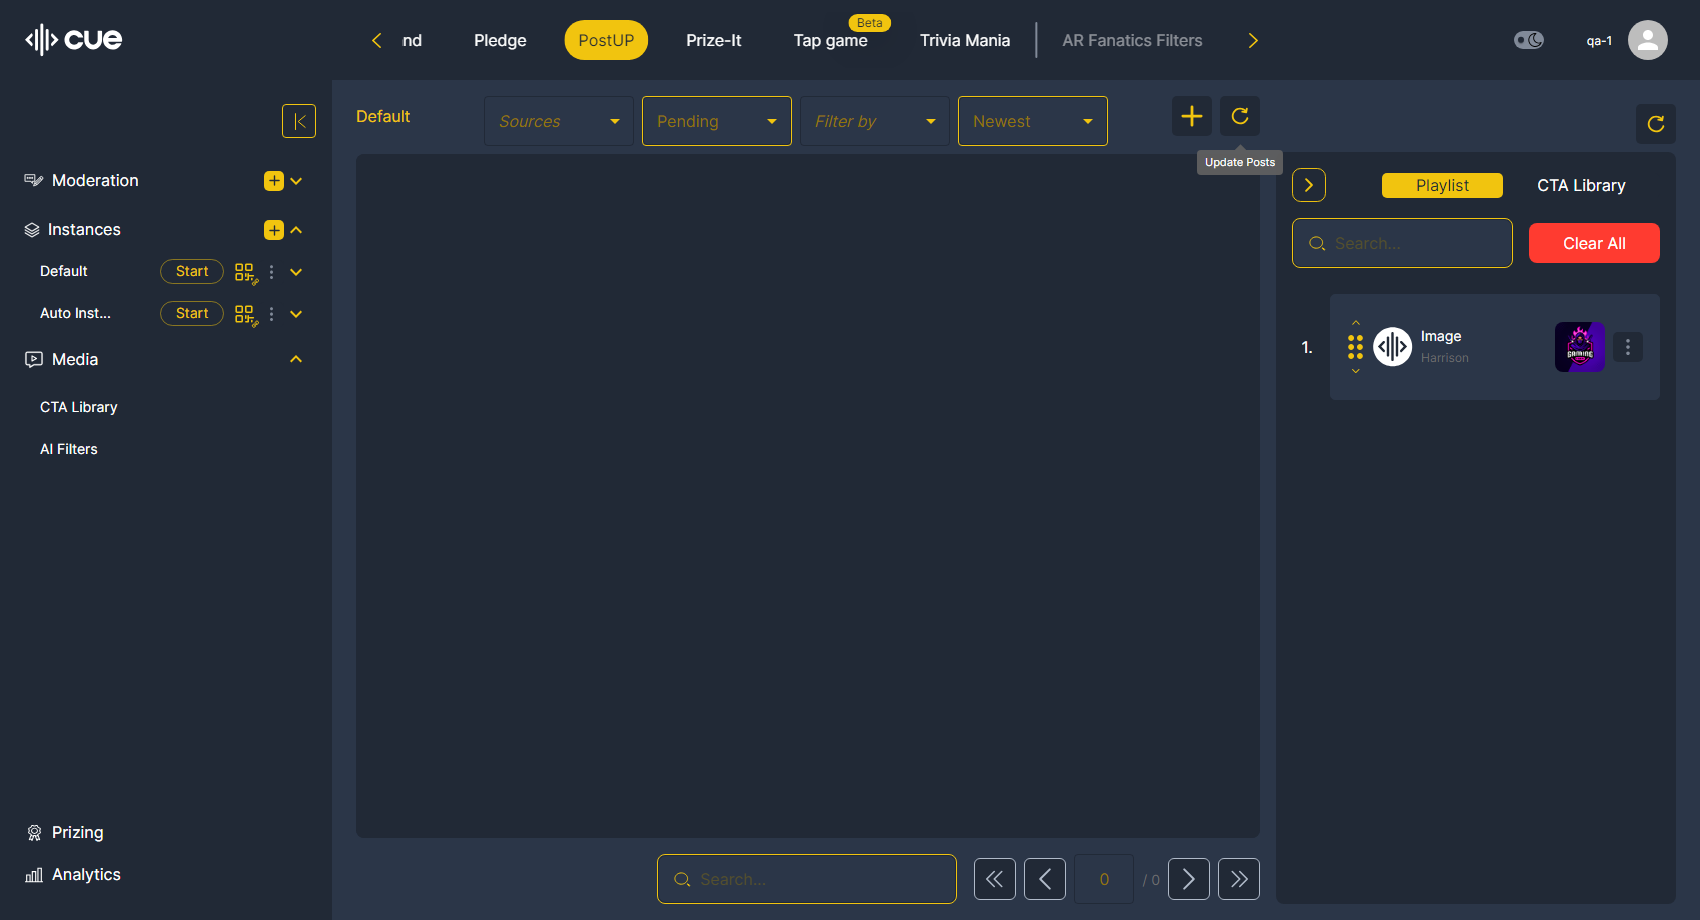 cue
nd
Pledge
PostUP
Prize-It
Beta
Tap game
Trivia Mania
AR Fanatics Filters
qa-1
Moderation
Instances
Default
Start
Auto Inst...
Start
Media
CTA Library
AI Filters
Prizing
Analytics
Default
Sources
Pending
Filter by
Newest
Update Posts
Search...
0
/ 0
Playlist
CTA Library
Search...
Clear All
1.
Image
Harrison
GAMING